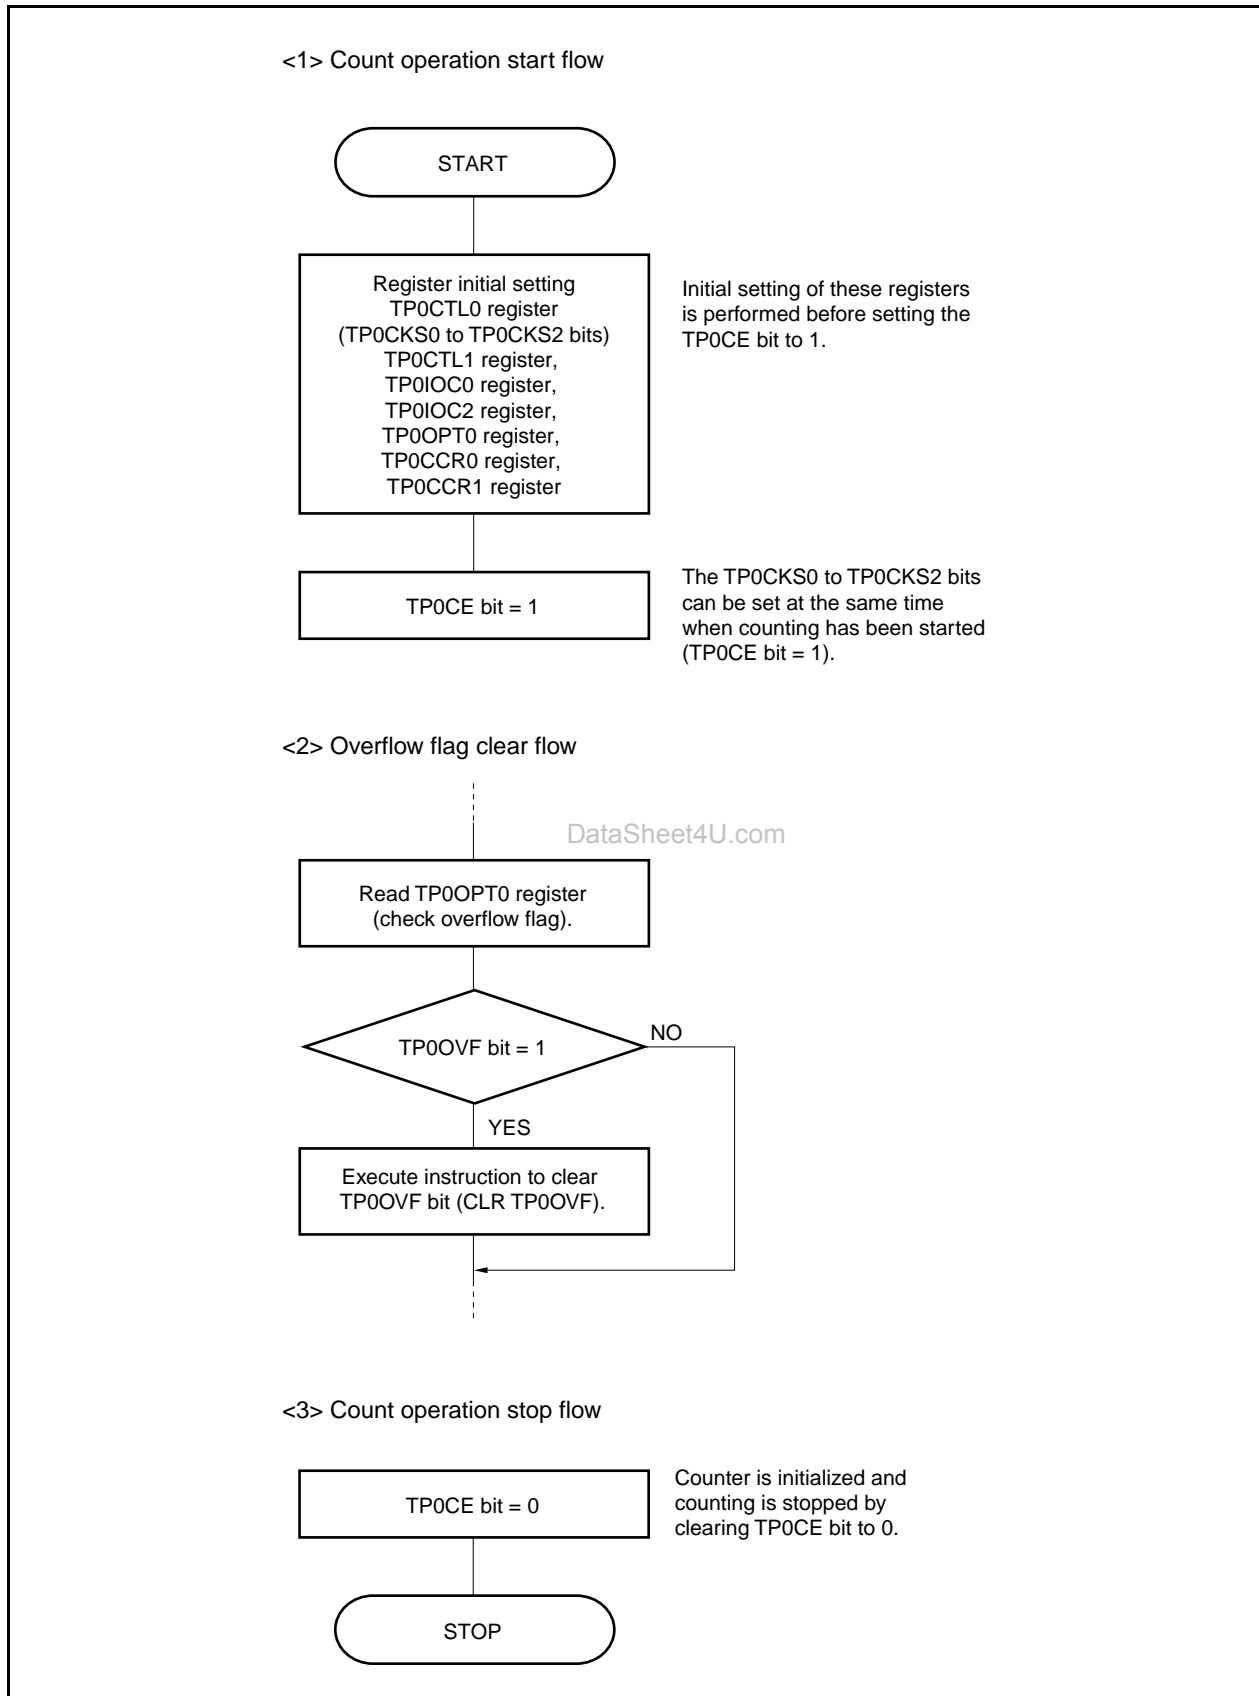 <1> Count operation start flow
START
Register initial setting
TP0CTL0 register
(TP0CKS0 to TP0CKS2 bits)
TP0CTL1 register,
TP0IOC0 register,
TP0IOC2 register,
TP0OPT0 register,
TP0CCR0 register,
TP0CCR1 register
Initial setting of these registers
is performed before setting the
TP0CE bit to 1.
TP0CE bit = 1
The TP0CKS0 to TP0CKS2 bits
can be set at the same time
when counting has been started
(TP0CE bit = 1).
<2> Overflow flag clear flow
DataSheet4U.com
Read TP0OPT0 register
(check overflow flag).
TP0OVF bit = 1
NO
YES
Execute instruction to clear
TP0OVF bit (CLR TP0OVF).
<3> Count operation stop flow
TP0CE bit = 0
Counter is initialized and
counting is stopped by
clearing TP0CE bit to 0.
STOP